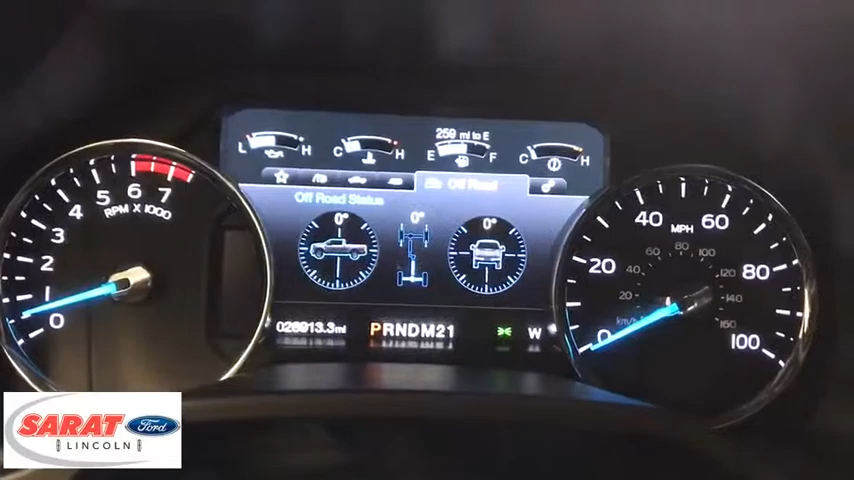 259 mi to E
L H
C H
E F
C H
Off Road
Off Road Status
0° 0° 0°
026913.3 mi
PRNDM21
W
0 1 2 3 4 5 6 7
RPM X 1000
0 20 40 60 80 100
MPH
20 40 60 80 100 120 140 160
km/h
SARAT Ford
LINCOLN